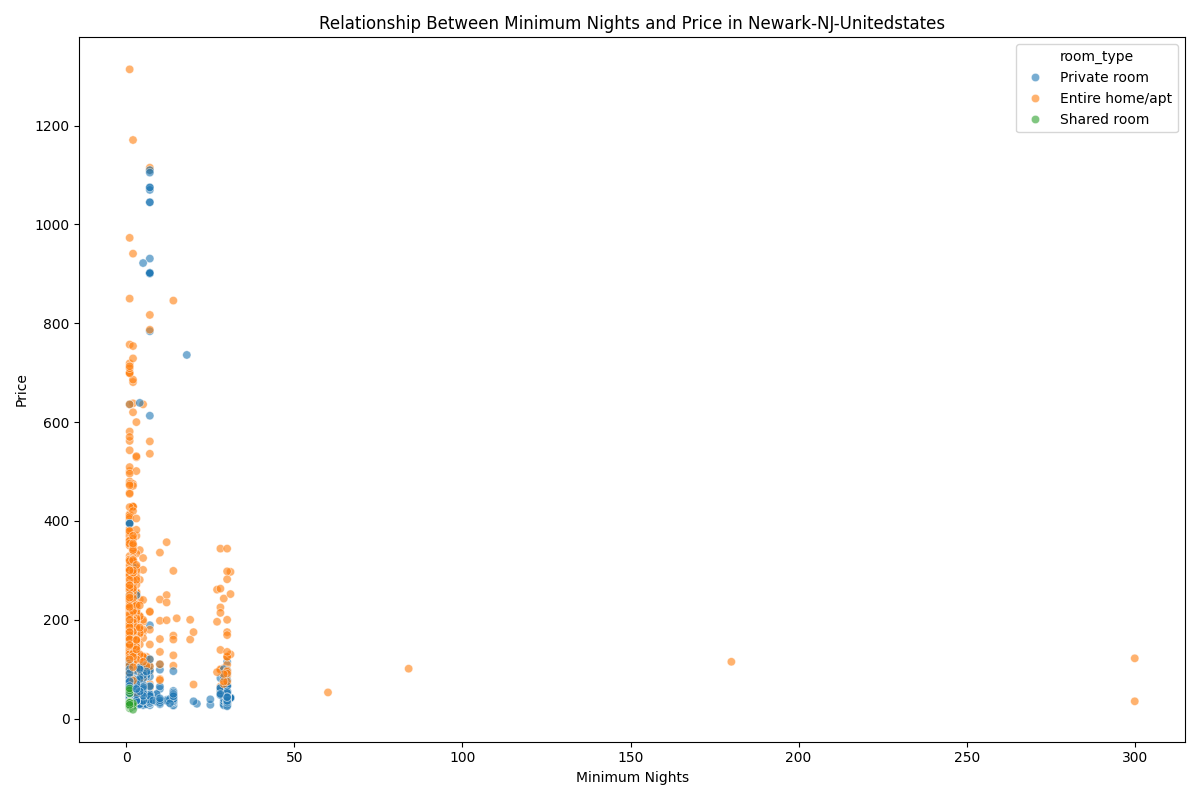 Relationship Between Minimum Nights and Price in Newark-NJ-Unitedstates
room_type
Private room
Entire home/apt
Shared room
Price
1200
1000
800
600
400
200
0
0 50 100 150 200 250 300
Minimum Nights